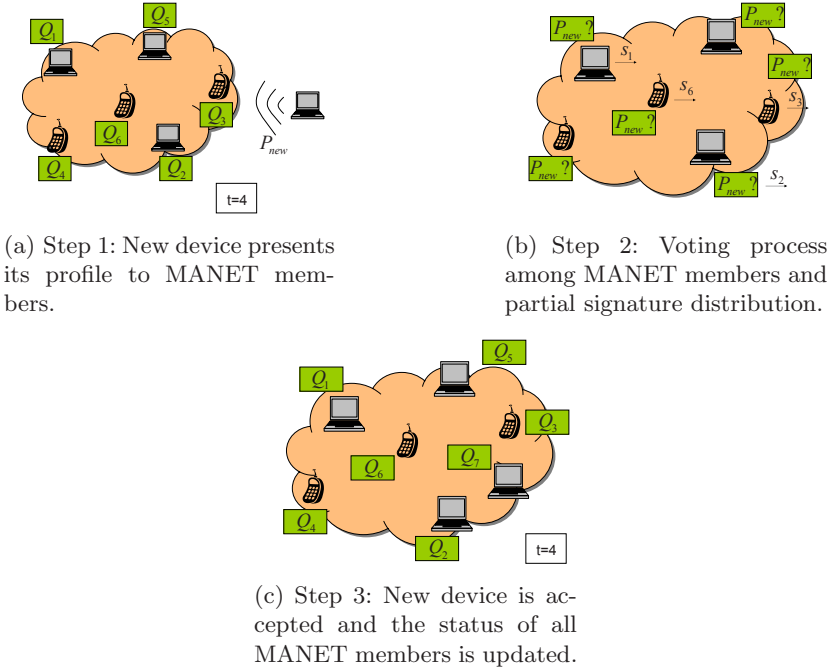 Q₅
Q₁
Q₃
Q₆
Q₄
Q₂
P_new
t=4
(a) Step 1: New device presents
its profile to MANET mem-
bers.
P_new ?
P_new ?
s₁
P_new ?
s₆
s₃
P_new ?
P_new ?
P_new ?
s₂
(b) Step 2: Voting process
among MANET members and
partial signature distribution.
Q₅
Q₁
Q₃
Q₆
Q₇
Q₄
Q₂
t=4
(c) Step 3: New device is ac-
cepted and the status of all
MANET members is updated.